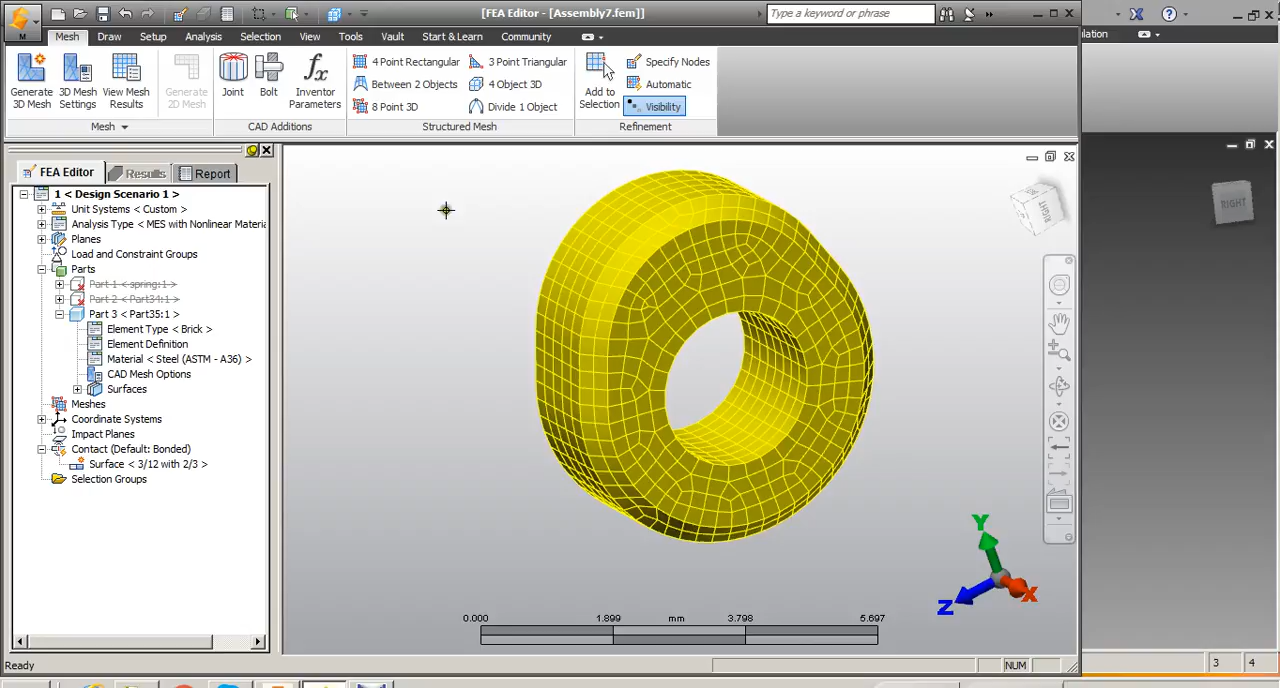 [FEA Editor - [Assembly7.fem]]
Type a keyword or phrase
M
Mesh Draw Setup Analysis Selection View Tools Vault Start & Learn Community
ulation
Generate 3D Mesh
3D Mesh Settings
View Mesh Results
Generate 2D Mesh
Mesh
Joint
Bolt
Inventor Parameters
CAD Additions
4 Point Rectangular
Between 2 Objects
8 Point 3D
3 Point Triangular
4 Object 3D
Divide 1 Object
Structured Mesh
Add to Selection
Specify Nodes
Automatic
Visibility
Refinement
FEA Editor Results Report
1 < Design Scenario 1 >
Unit Systems < Custom >
Analysis Type < MES with Nonlinear Materia
Planes
Load and Constraint Groups
Parts
Part 1 < spring:1 >
Part 2 < Part34:1 >
Part 3 < Part35:1 >
Element Type < Brick >
Element Definition
Material < Steel (ASTM - A36) >
CAD Mesh Options
Surfaces
Meshes
Coordinate Systems
Impact Planes
Contact (Default: Bonded)
Surface < 3/12 with 2/3 >
Selection Groups
RIGHT
RIGHT
Y
Z
X
0.000 1.899 mm 3.798 5.697
Ready
NUM
3 4